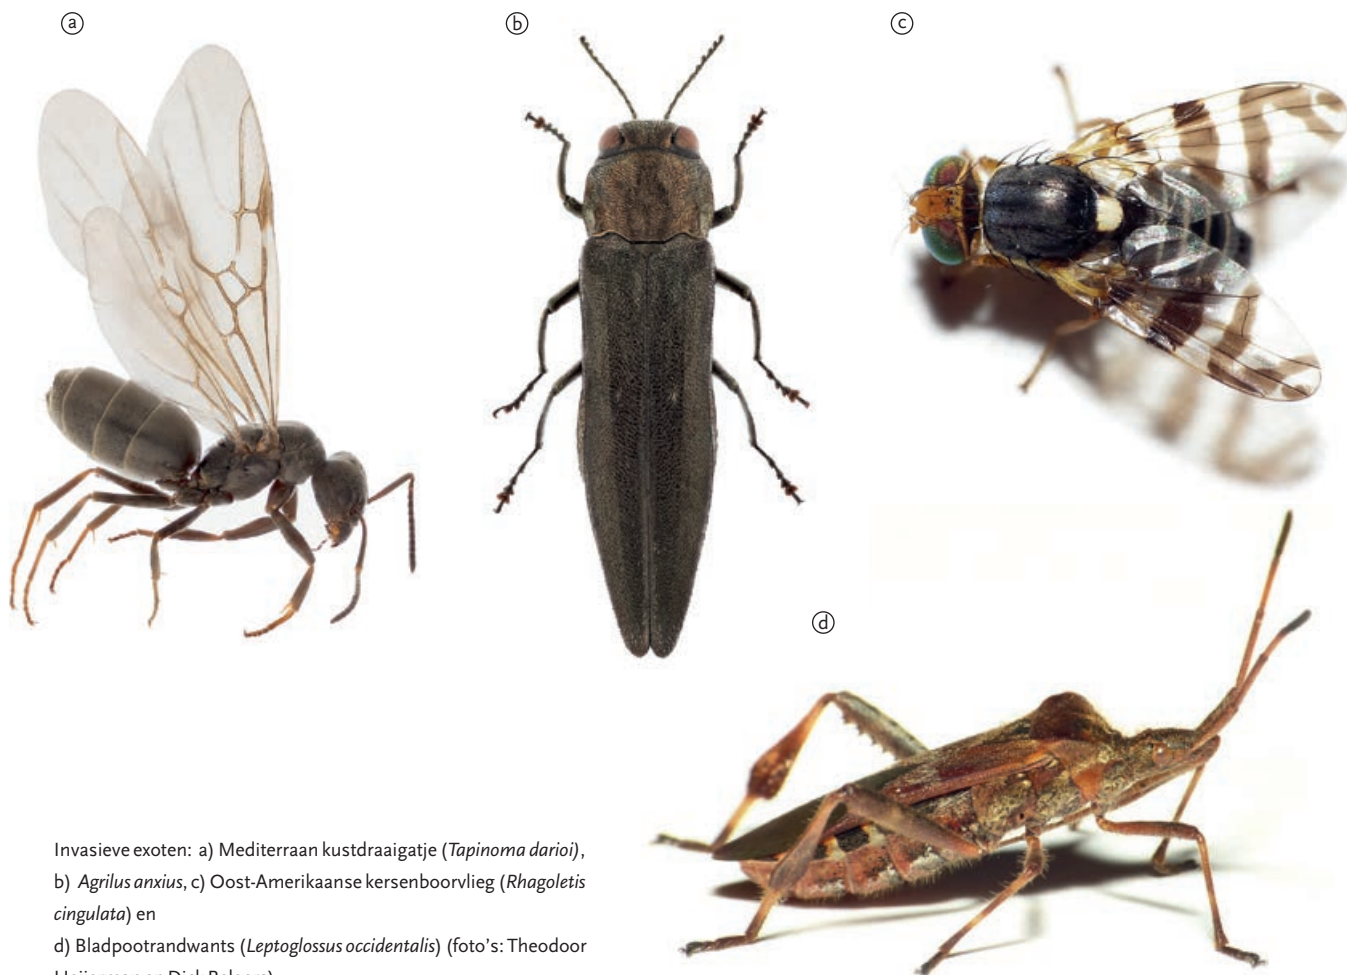 a
b
c
d
Invasieve exoten: a) Mediterraan kustdraaigatje (Tapinoma darioi),
b) Agrilus anxius, c) Oost-Amerikaanse kersenboorvlieg (Rhagoletis
cingulata) en
d) Bladpootrandwants (Leptoglossus occidentalis) (foto's: Theodoor